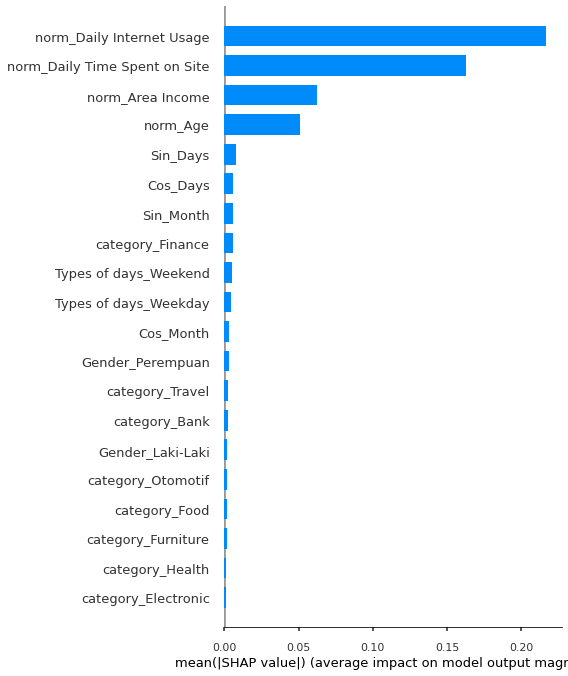 norm_Daily Internet Usage
norm_Daily Time Spent on Site
norm_Area Income
norm_Age
Sin_Days
Cos_Days
Sin_Month
category_Finance
Types of days_Weekend
Types of days_Weekday
Cos_Month
Gender_Perempuan
category_Travel
category_Bank
Gender_Laki-Laki
category_Otomotif
category_Food
category_Furniture
category_Health
category_Electronic
0.00 0.05 0.10 0.15 0.20
mean(|SHAP value|) (average impact on model output magn